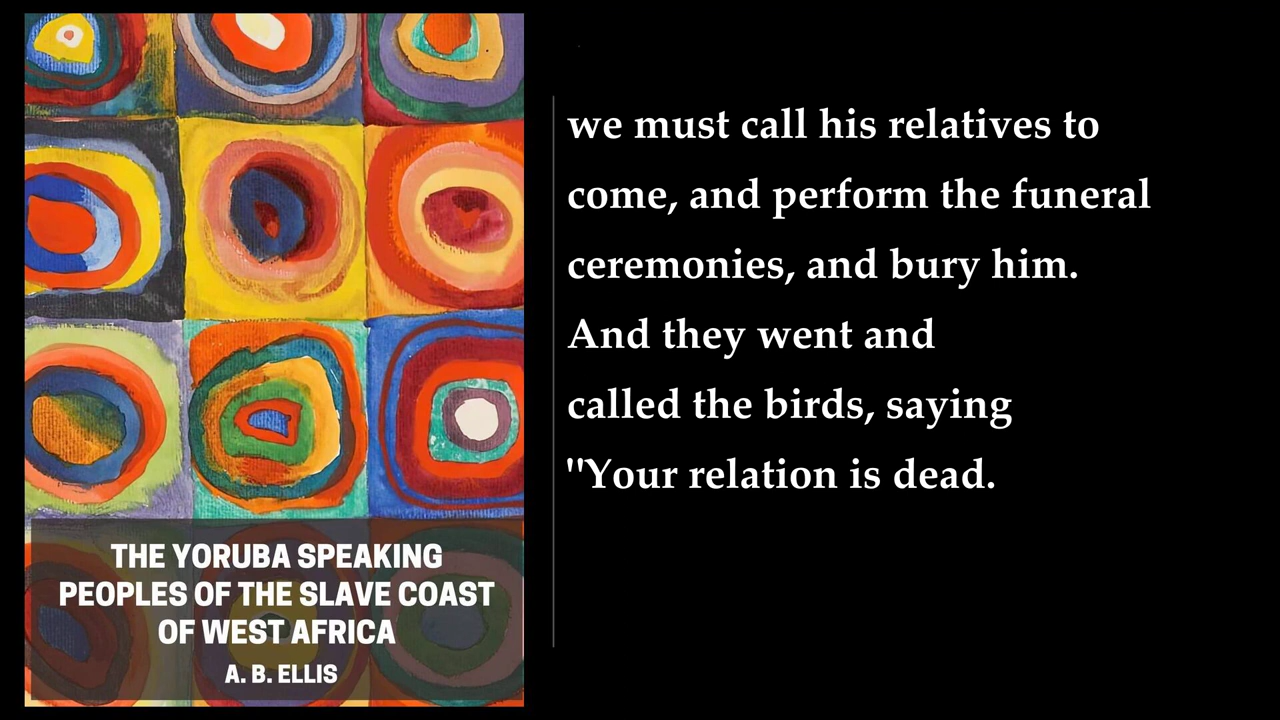 THE YORUBA SPEAKING
PEOPLES OF THE SLAVE COAST
OF WEST AFRICA
A. B. ELLIS
we must call his relatives to
come, and perform the funeral
ceremonies, and bury him.
And they went and
called the birds, saying
"Your relation is dead.